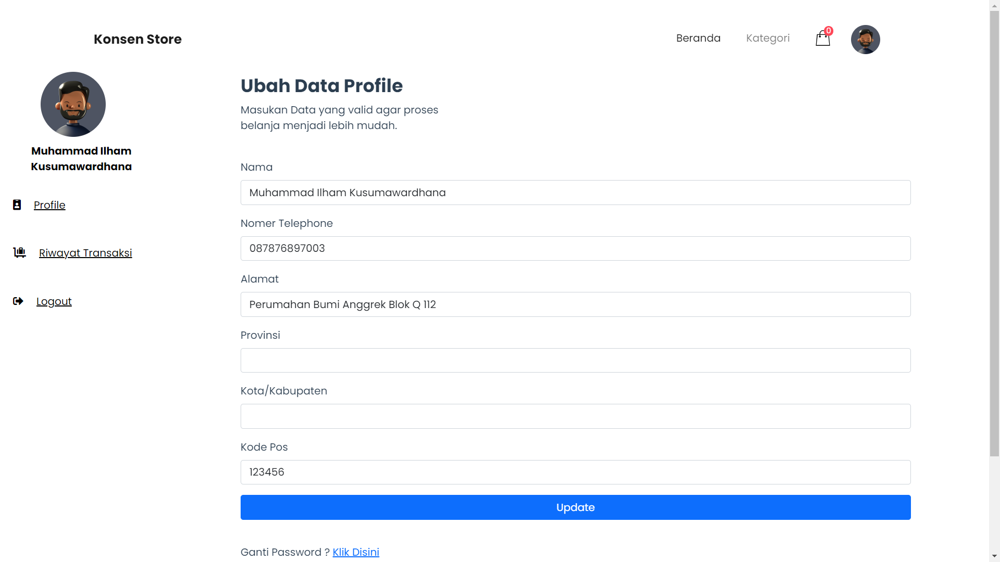 Konsen Store
Beranda
Kategori
0
Muhammad Ilham
Kusumawardhana
Profile
Riwayat Transaksi
Logout
Ubah Data Profile
Masukan Data yang valid agar proses
belanja menjadi lebih mudah.
Nama
Muhammad Ilham Kusumawardhana
Nomer Telephone
087876897003
Alamat
Perumahan Bumi Anggrek Blok Q 112
Provinsi
Kota/Kabupaten
Kode Pos
123456
Update
Ganti Password ? Klik Disini